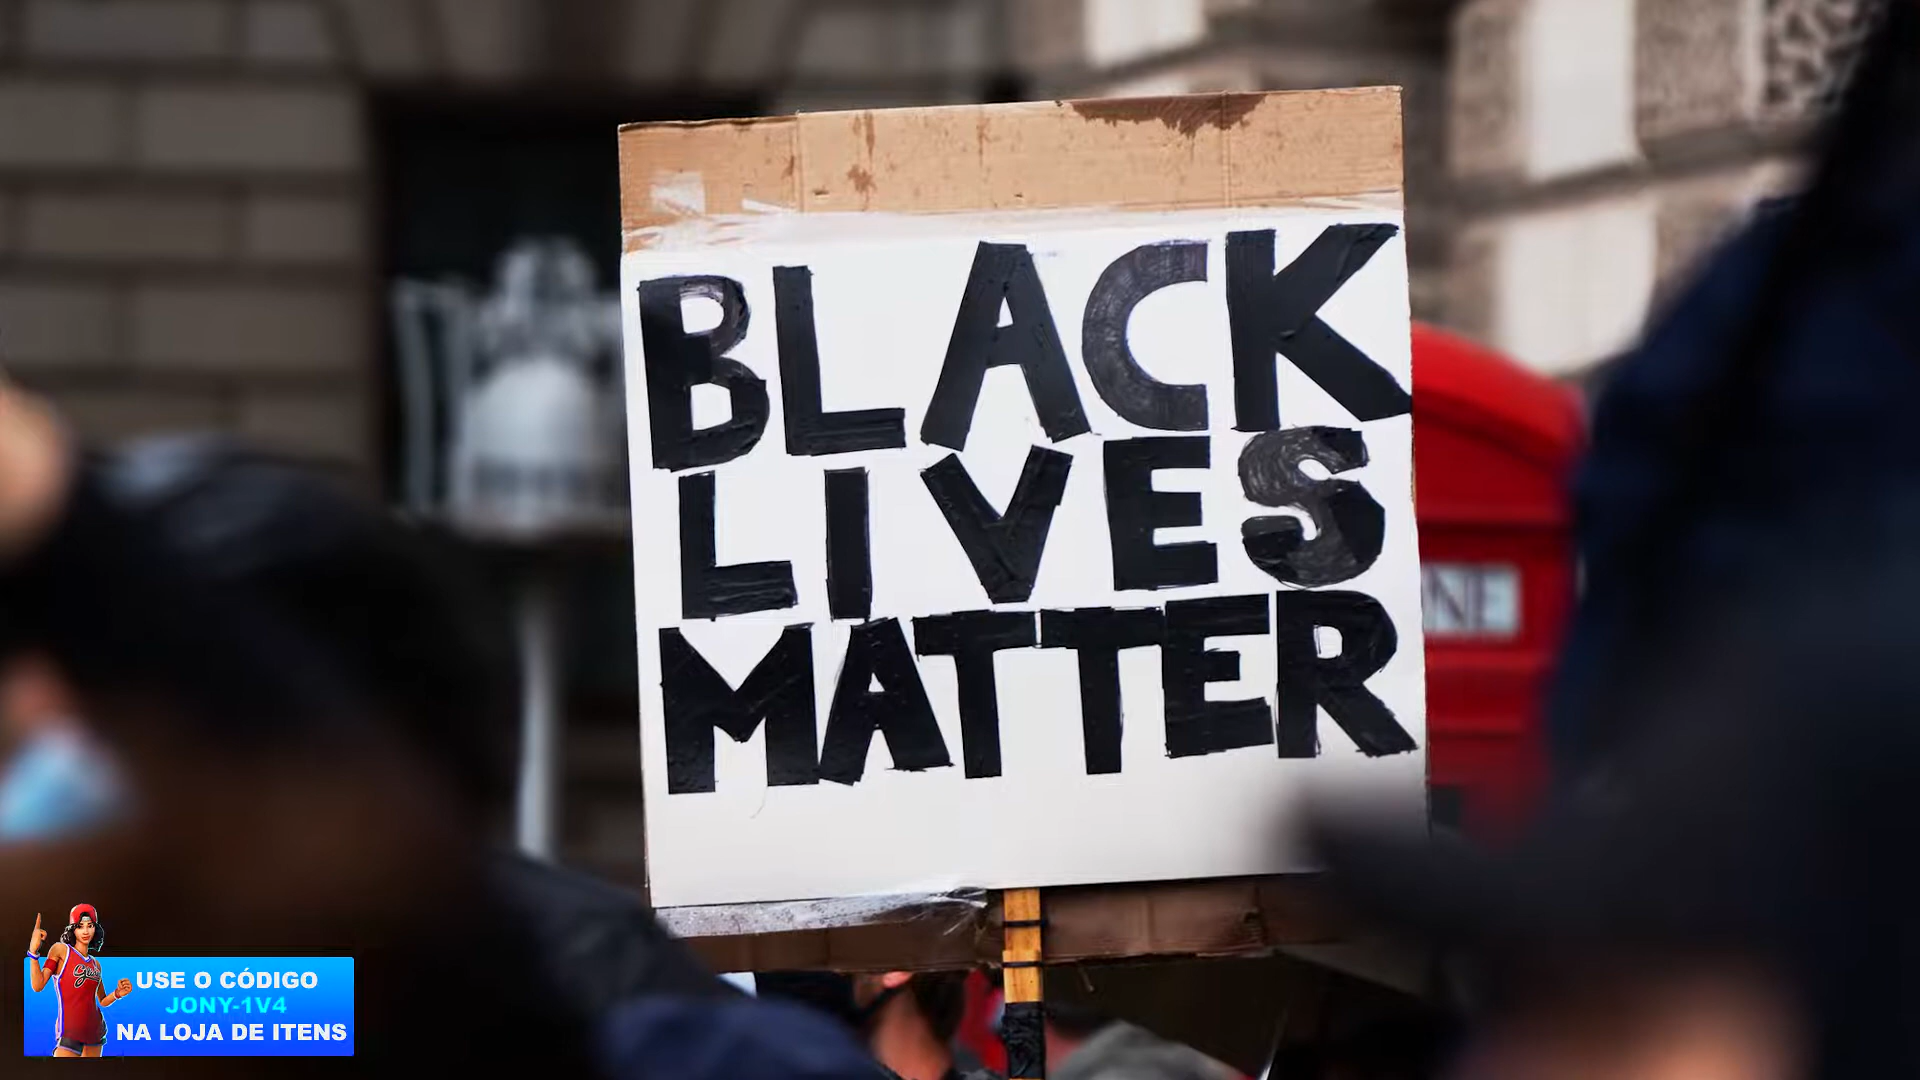 BLACK
LIVES
MATTER
USE O CÓDIGO
JONY-1V4
NA LOJA DE ITENS